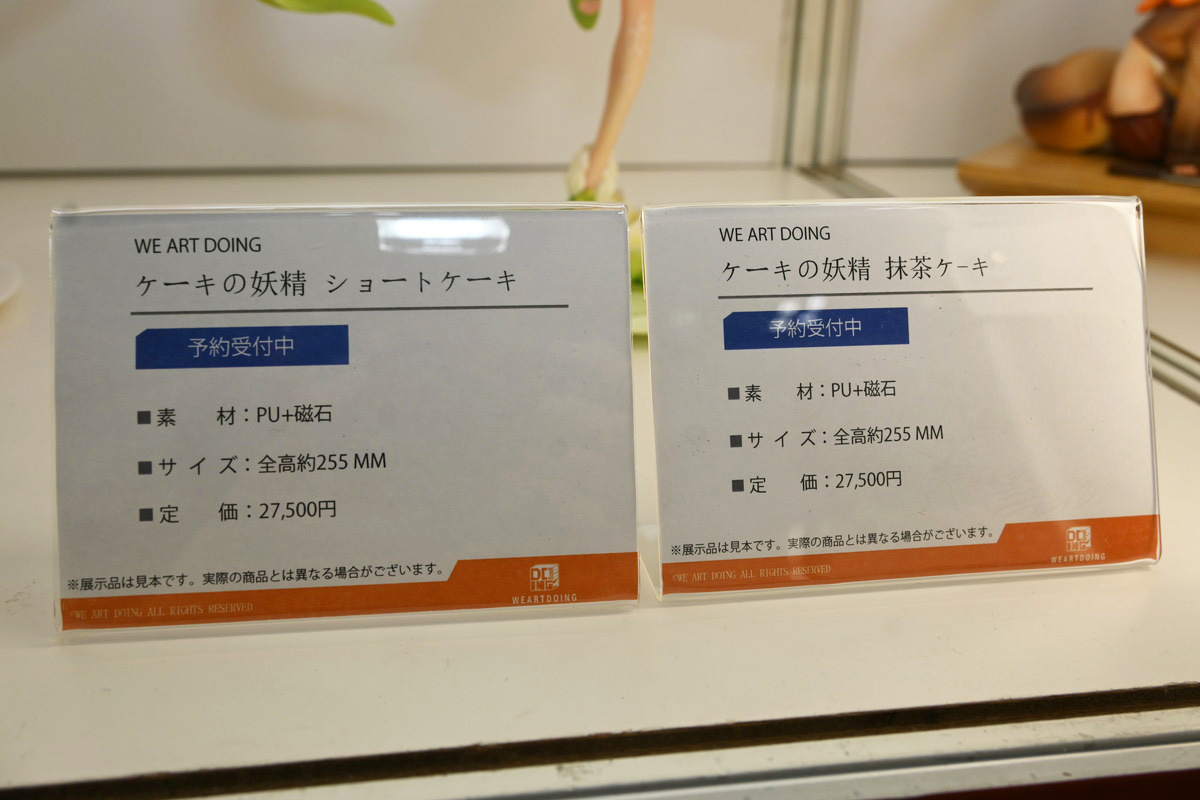 WE ART DOING
ケーキの妖精 ショートケーキ
予約受付中
■素　　材：PU+磁石
■サ イ ズ：全高約255 MM
■定　　価：27,500円
※展示品は見本です。実際の商品とは異なる場合がございます。
©WE ART DOING ALL RIGHTS RESERVED
DO
ING
WEARTDOING
WE ART DOING
ケーキの妖精 抹茶ケーキ
予約受付中
■素　　材：PU+磁石
■サ イ ズ：全高約255 MM
■定　　価：27,500円
※展示品は見本です。実際の商品とは異なる場合がございます。
©WE ART DOING ALL RIGHTS RESERVED
DO
ING
WEARTDOING